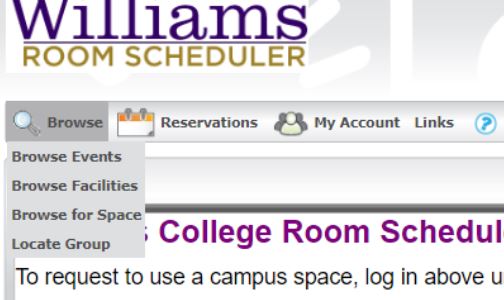 Williams
ROOM SCHEDULER
Browse Reservations My Account Links ?
Browse Events
Browse Facilities
Browse for Space
Locate Group
s College Room Schedul
To request to use a campus space, log in above u